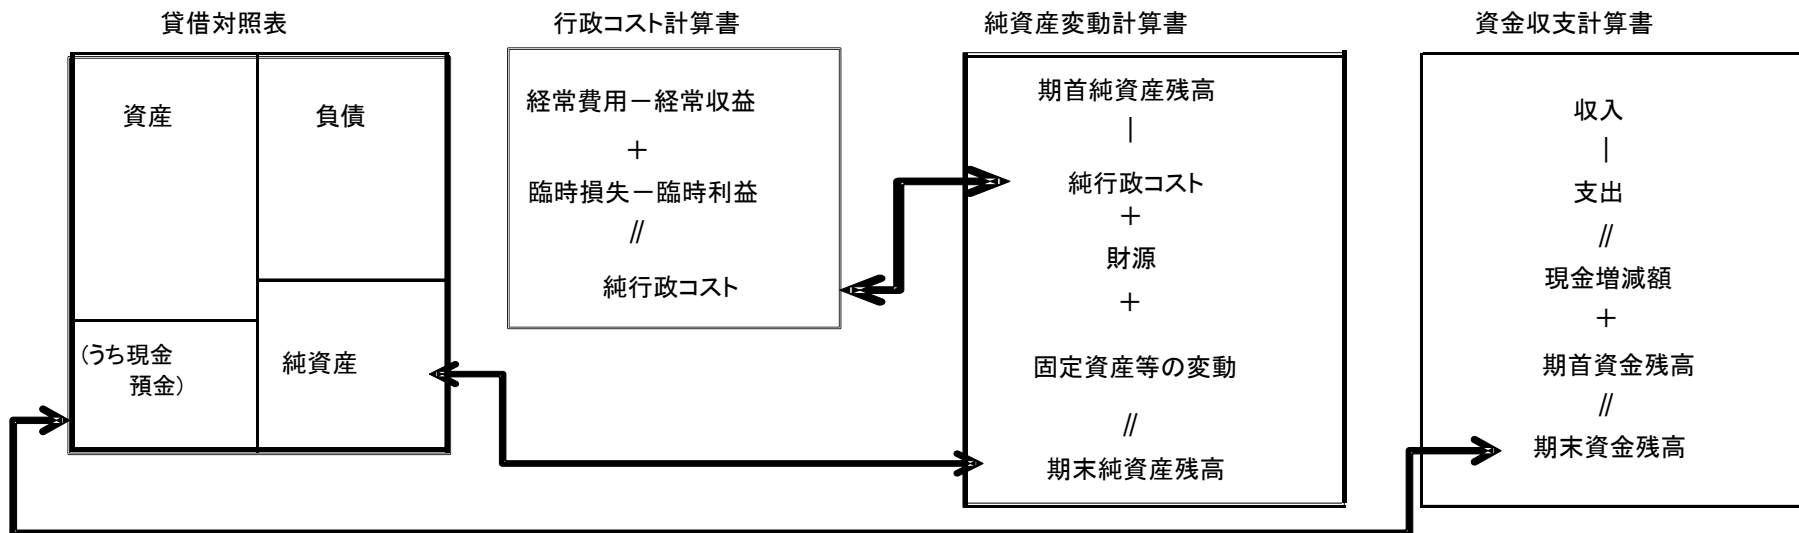 貸借対照表
資産
負債
(うち現金
預金)
純資産
行政コスト計算書
経常費用－経常収益
＋
臨時損失－臨時利益
//
純行政コスト
純資産変動計算書
期首純資産残高
｜
純行政コスト
＋
財源
＋
固定資産等の変動
//
期末純資産残高
資金収支計算書
収入
｜
支出
//
現金増減額
＋
期首資金残高
//
期末資金残高